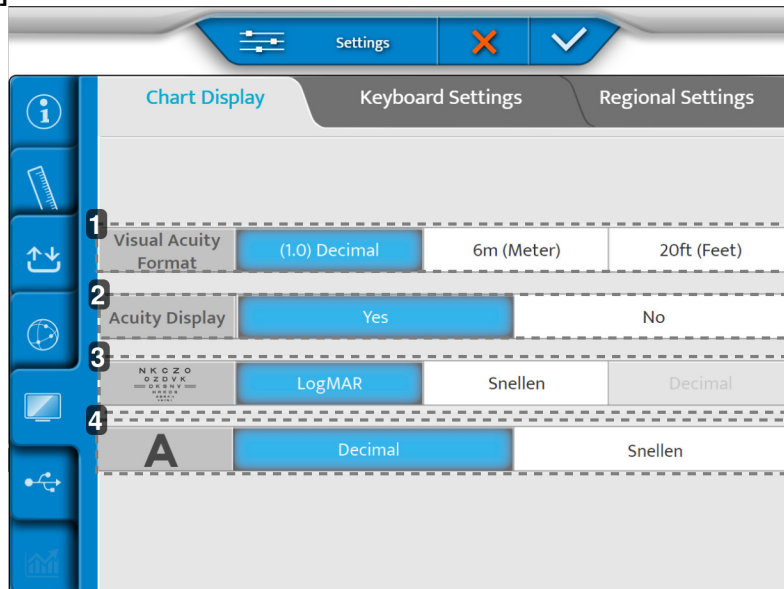 ]
Settings
Chart Display Keyboard Settings Regional Settings
1
Visual Acuity Format (1.0) Decimal 6m (Meter) 20ft (Feet)
2
Acuity Display Yes No
3
N K C Z O
O Z D V K
LogMAR Snellen Decimal
4
A Decimal Snellen